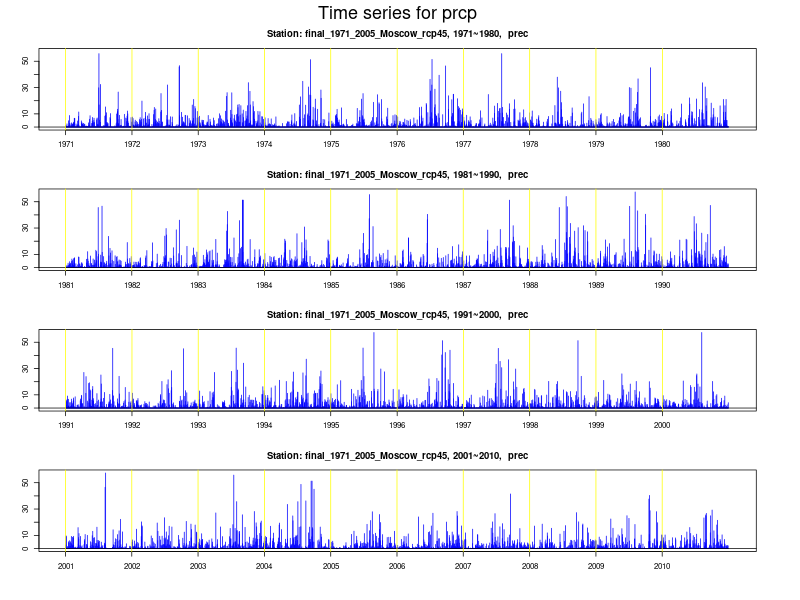 Time series for prcp
Station: final_1971_2005_Moscow_rcp45, 1971~1980, prec
50
30
10
0
1971 1972 1973 1974 1975 1976 1977 1978 1979 1980
Station: final_1971_2005_Moscow_rcp45, 1981~1990, prec
50
30
10
0
1981 1982 1983 1984 1985 1986 1987 1988 1989 1990
Station: final_1971_2005_Moscow_rcp45, 1991~2000, prec
50
30
10
0
1991 1992 1993 1994 1995 1996 1997 1998 1999 2000
Station: final_1971_2005_Moscow_rcp45, 2001~2010, prec
50
30
10
0
2001 2002 2003 2004 2005 2006 2007 2008 2009 2010